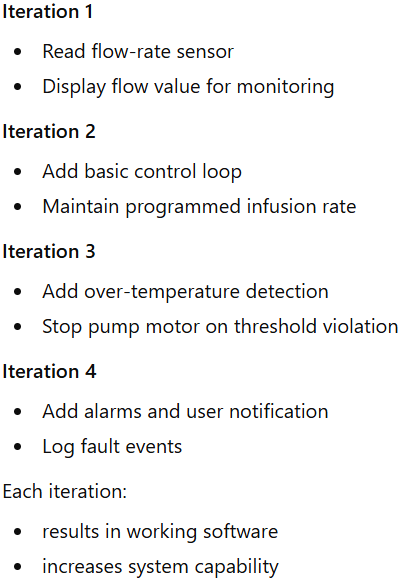 Iteration 1
• Read flow-rate sensor
• Display flow value for monitoring
Iteration 2
• Add basic control loop
• Maintain programmed infusion rate
Iteration 3
• Add over-temperature detection
• Stop pump motor on threshold violation
Iteration 4
• Add alarms and user notification
• Log fault events
Each iteration:
• results in working software
• increases system capability